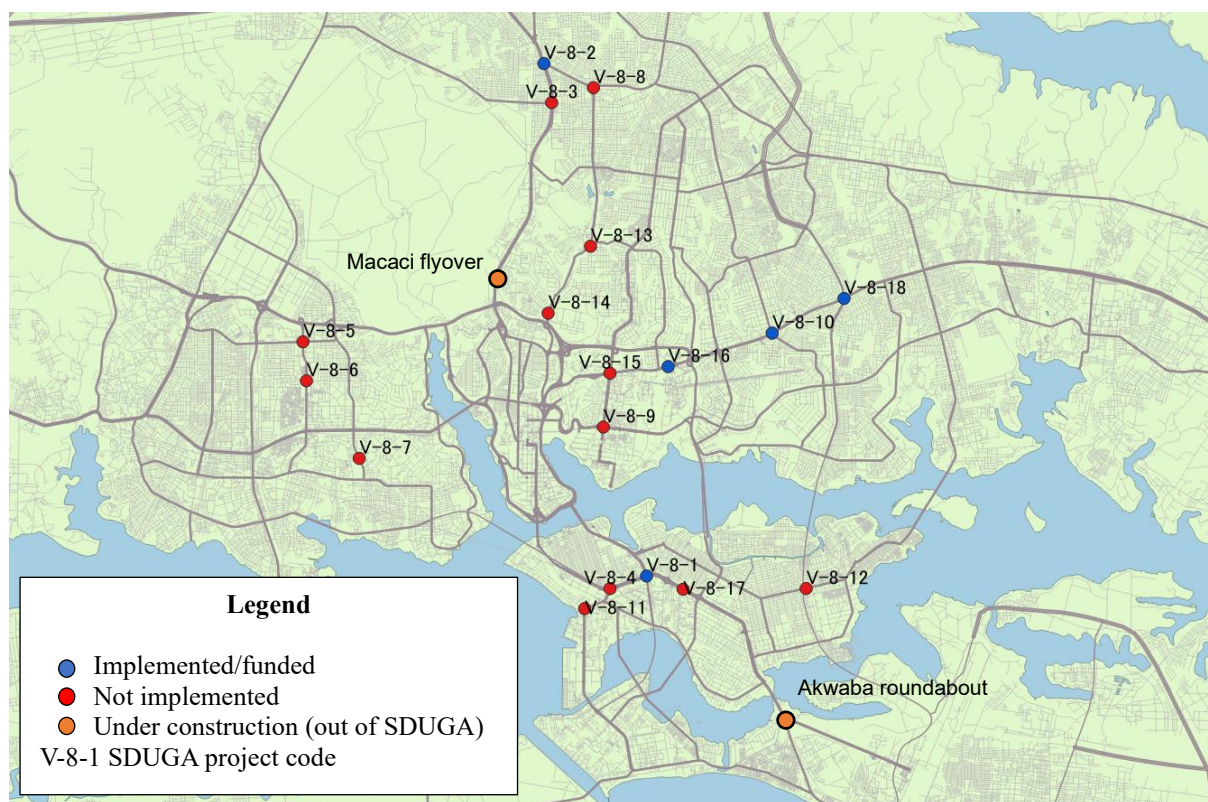 V-8-2
V-8-8
V-8-3
V-8-13
Macaci flyover
V-8-18
V-8-14
V-8-10
V-8-5
V-8-15
V-8-16
V-8-6
V-8-9
V-8-7
V-8-1
V-8-4
V-8-17
V-8-12
V-8-11
Akwaba roundabout
Legend
Implemented/funded
Not implemented
Under construction (out of SDUGA)
V-8-1 SDUGA project code